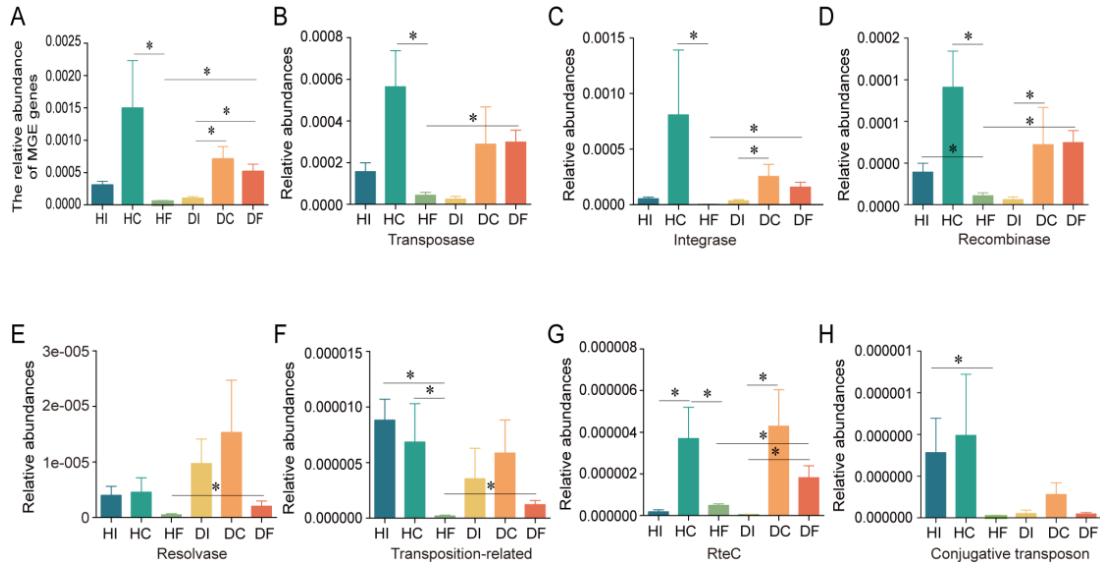 A
The relative abundance
of MGE genes
0.0025
0.0020
0.0015
0.0010
0.0005
0.0000
*
*
*
*
HI HC HF DI DC DF
B
Relative abundances
0.0008
0.0006
0.0004
0.0002
0.0000
*
*
HI HC HF DI DC DF
Transposase
C
Relative abundances
0.0015
0.0010
0.0005
0.0000
*
*
*
HI HC HF DI DC DF
Integrase
D
Relative abundances
0.0002
0.0001
0.0001
0.0000
0.0000
*
*
*
*
HI HC HF DI DC DF
Recombinase
E
Relative abundances
3e-005
2e-005
1e-005
0
*
HI HC HF DI DC DF
Resolvase
F
Relative abundances
0.000015
0.000010
0.000005
0.000000
*
*
*
HI HC HF DI DC DF
Transposition-related
G
Relative abundances
0.000008
0.000006
0.000004
0.000002
0.000000
*
*
*
*
*
HI HC HF DI DC DF
RteC
H
Relative abundances
0.000001
0.000001
0.000000
0.000000
0.000000
*
HI HC HF DI DC DF
Conjugative transposon